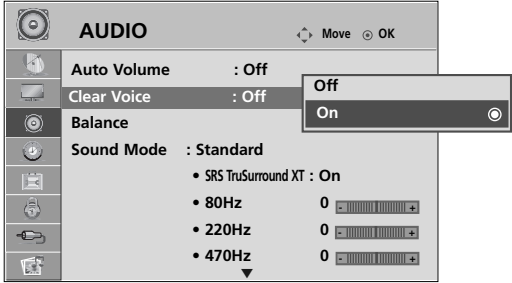 AUDIO
Move OK
Auto Volume : Off
Clear Voice : Off
Off
On
Balance
Sound Mode : Standard
• SRS TruSurround XT : On
• 80Hz 0 - +
• 220Hz 0 - +
• 470Hz 0 - +